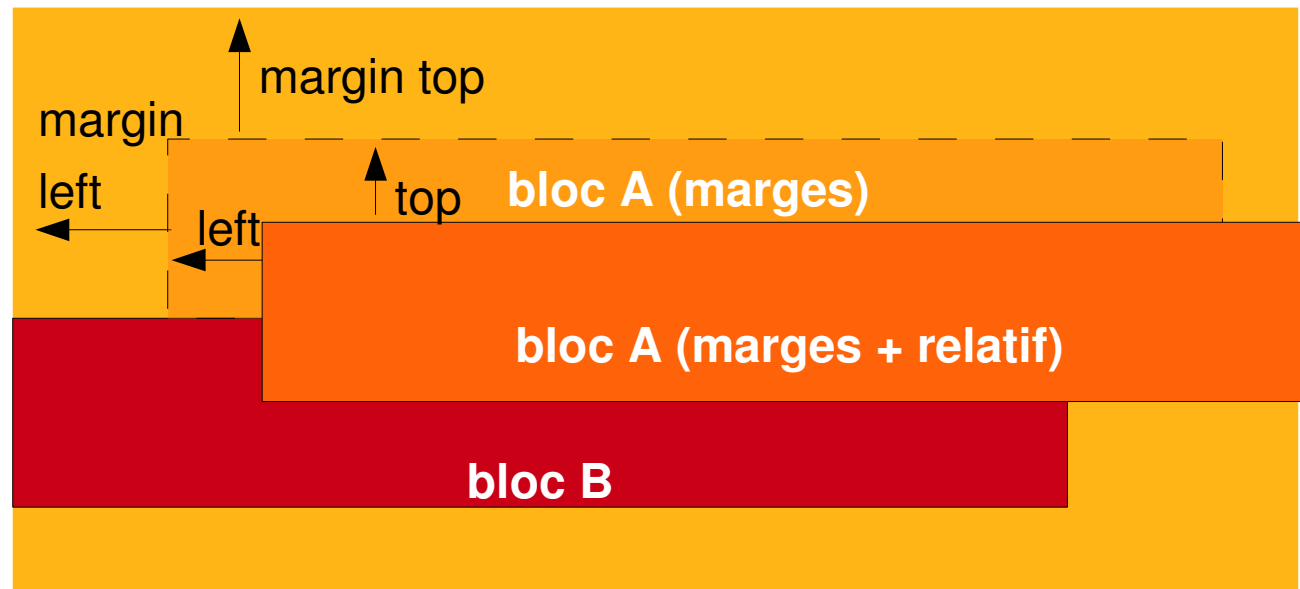 margin top
margin
left
top
left
bloc A (marges)
bloc A (marges + relatif)
bloc B